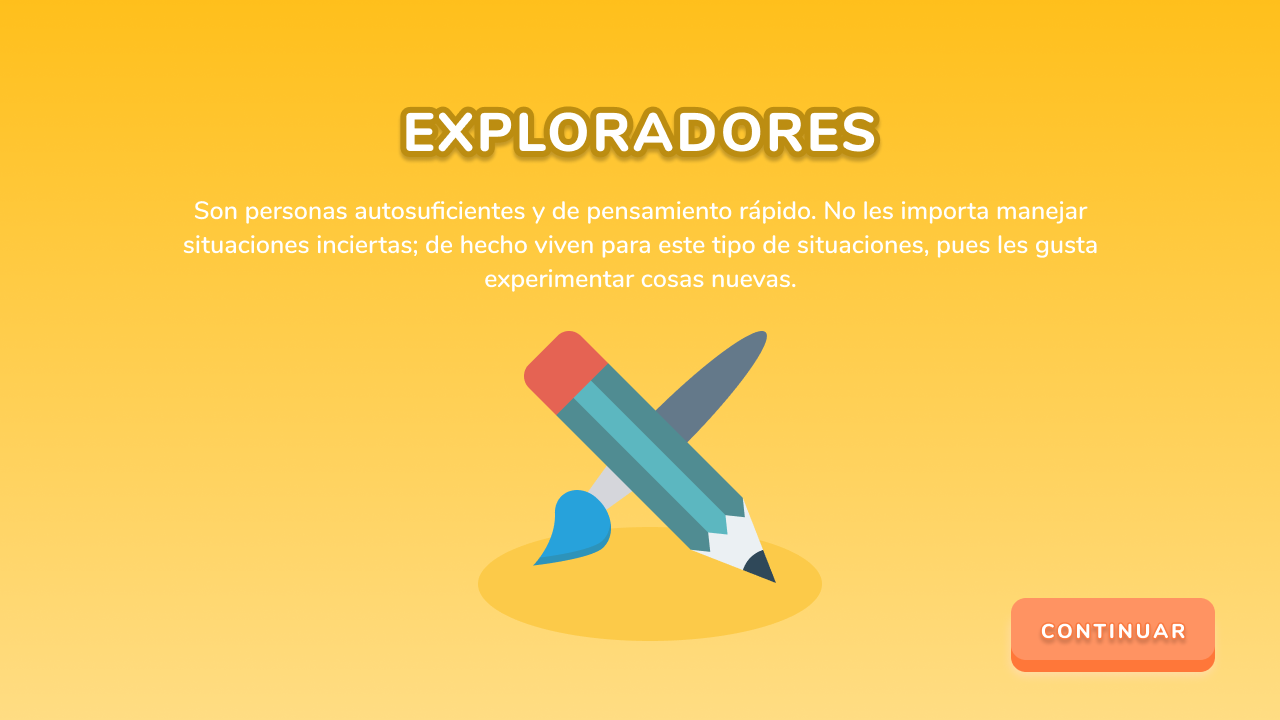 EXPLORADORES
Son personas autosuficientes y de pensamiento rápido. No les importa manejar
situaciones inciertas; de hecho viven para este tipo de situaciones, pues les gusta
experimentar cosas nuevas.
CONTINUAR